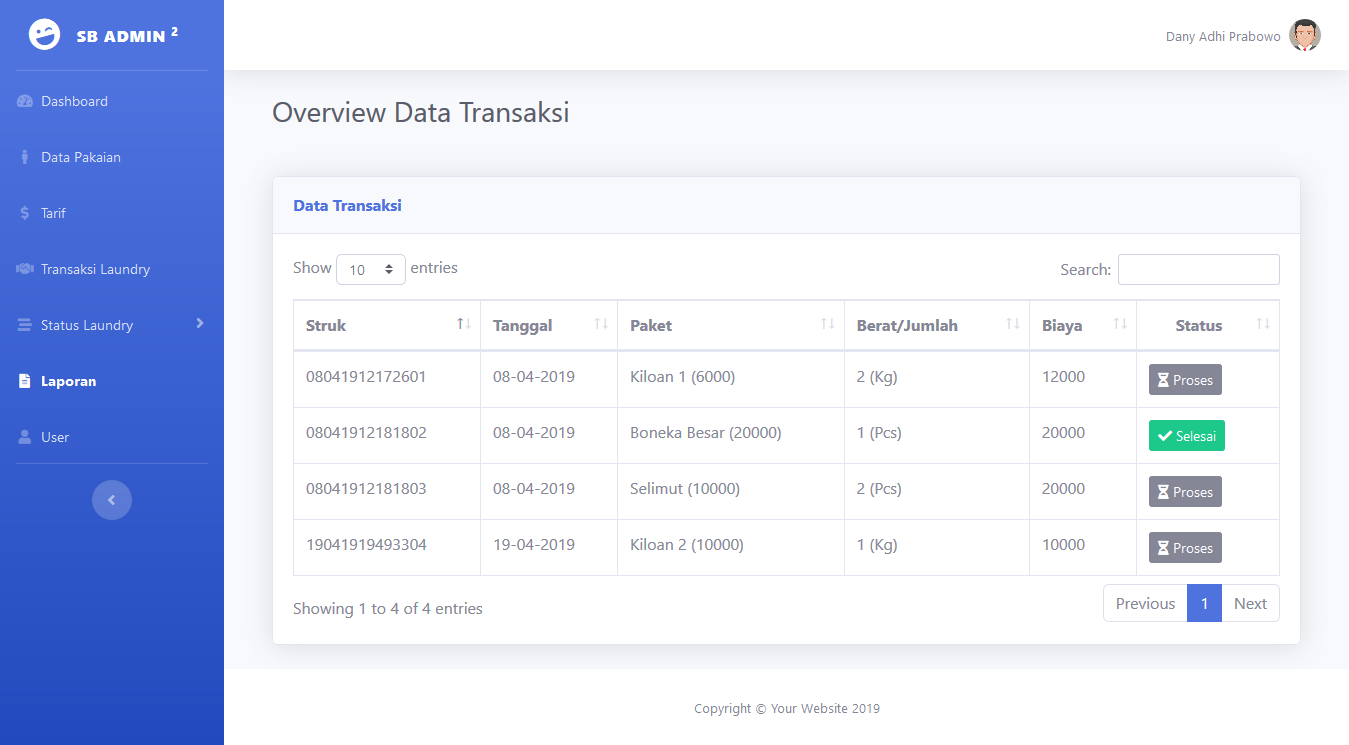 SB ADMIN 2
Dany Adhi Prabowo
Dashboard
Data Pakaian
Tarif
Transaksi Laundry
Status Laundry
Laporan
User
Overview Data Transaksi
Data Transaksi
Show 10 entries
Search:
Struk Tanggal Paket Berat/Jumlah Biaya Status
08041912172601 08-04-2019 Kiloan 1 (6000) 2 (Kg) 12000 Proses
08041912181802 08-04-2019 Boneka Besar (20000) 1 (Pcs) 20000 Selesai
08041912181803 08-04-2019 Selimut (10000) 2 (Pcs) 20000 Proses
19041919493304 19-04-2019 Kiloan 2 (10000) 1 (Kg) 10000 Proses
Showing 1 to 4 of 4 entries
Previous 1 Next
Copyright © Your Website 2019